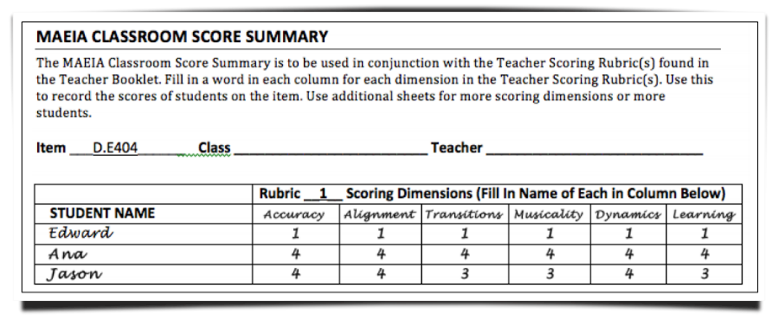 MAEIA CLASSROOM SCORE SUMMARY
The MAEIA Classroom Score Summary is to be used in conjunction with the Teacher Scoring Rubric(s) found in
the Teacher Booklet. Fill in a word in each column for each dimension in the Teacher Scoring Rubric(s). Use this
to record the scores of students on the item. Use additional sheets for more scoring dimensions or more
students.
Item ___D.E404_______ Class ____________________________ Teacher ________________________________
Rubric __1__ Scoring Dimensions (Fill In Name of Each in Column Below)
STUDENT NAME Accuracy Alignment Transitions Musicality Dynamics Learning
Edward 1 1 1 1 1 1
Ana 4 4 4 4 4 4
Jason 4 4 3 3 4 3